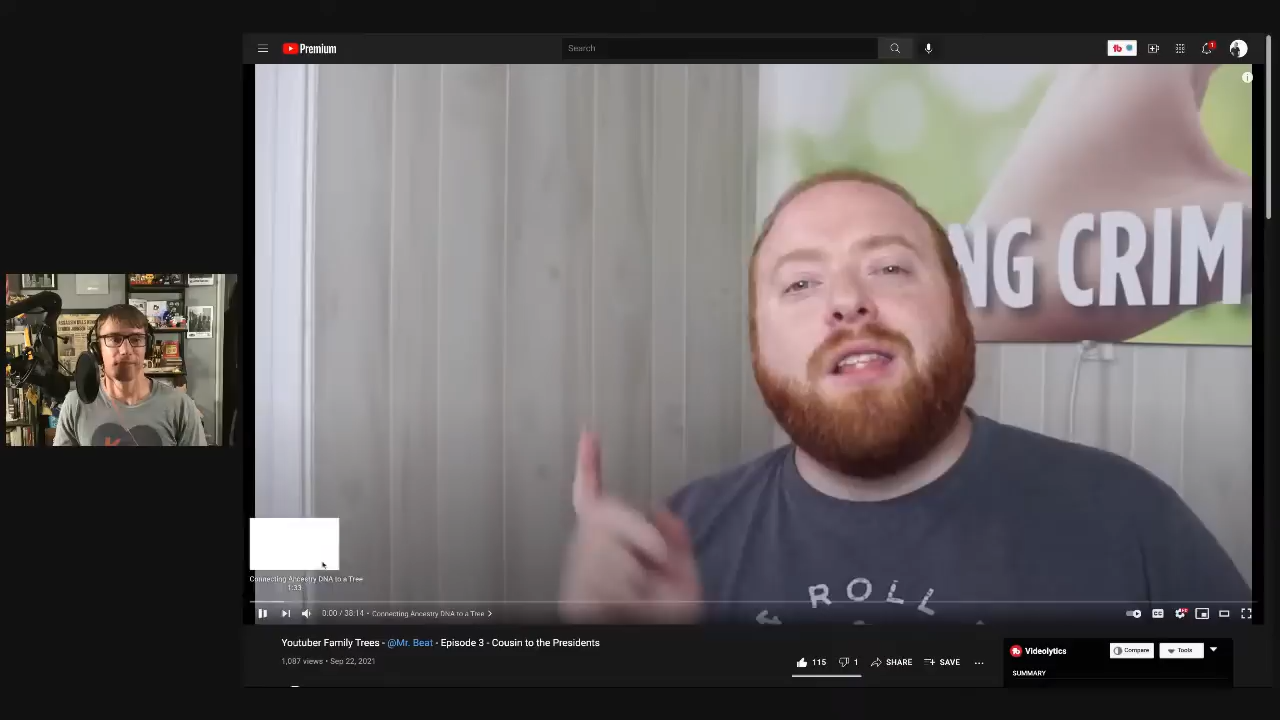 Premium
Search
NG CRIM
ROLL
Connecting Ancestry DNA to a Tree
1:33
0:00 / 38:14 • Connecting Ancestry DNA to a Tree >
Youtuber Family Trees - @Mr. Beat - Episode 3 - Cousin to the Presidents
1,087 views • Sep 22, 2021
115
1
SHARE
SAVE
Videolytics
Compare
Tools
SUMMARY